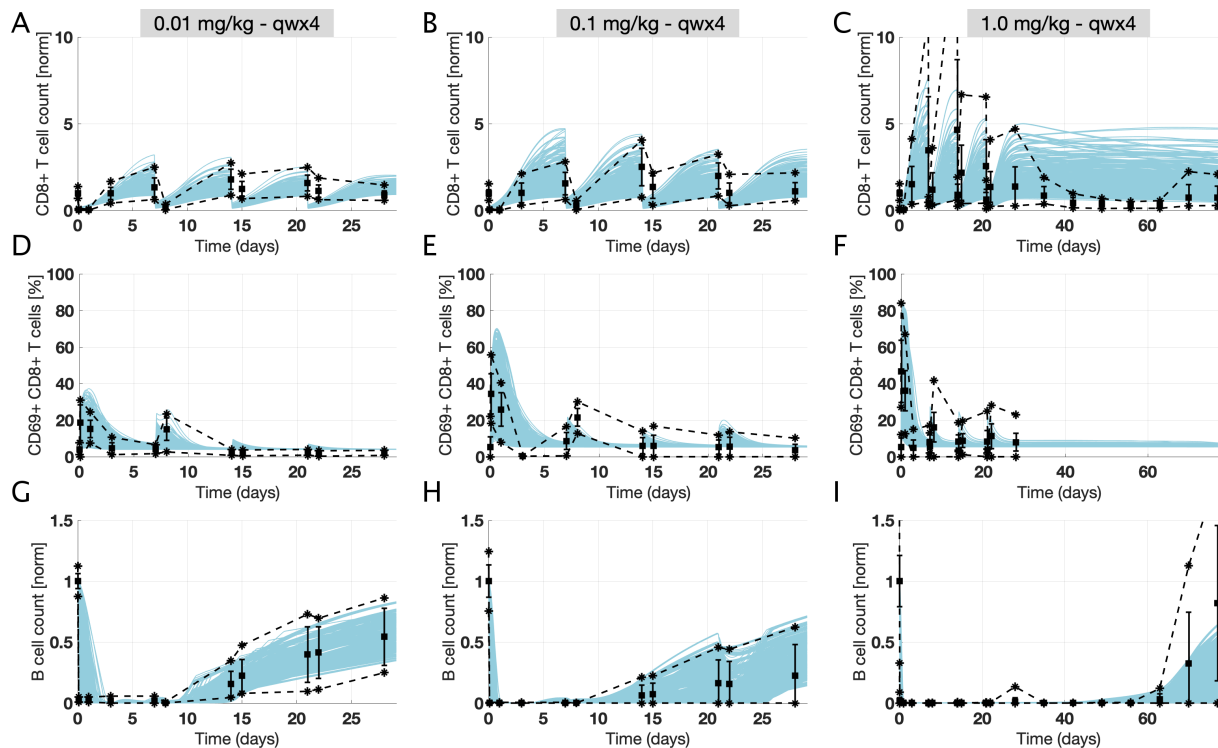 A
0.01 mg/kg - qwx4
B
0.1 mg/kg - qwx4
C
1.0 mg/kg - qwx4
CD8+ T cell count [norm]
10
5
0
0 5 10 15 20 25
Time (days)
CD8+ T cell count [norm]
10
5
0
0 5 10 15 20 25
Time (days)
CD8+ T cell count [norm]
10
5
0
0 20 40 60
Time (days)
D
E
F
CD69+ CD8+ T cells [%]
100
80
60
40
20
0
0 5 10 15 20 25
Time (days)
CD69+ CD8+ T cells [%]
100
80
60
40
20
0
0 5 10 15 20 25
Time (days)
CD69+ CD8+ T cells [%]
100
80
60
40
20
0
0 20 40 60
Time (days)
G
H
I
B cell count [norm]
1.5
1
0.5
0
0 5 10 15 20 25
Time (days)
B cell count [norm]
1.5
1
0.5
0
0 5 10 15 20 25
Time (days)
B cell count [norm]
1.5
1
0.5
0
0 20 40 60
Time (days)